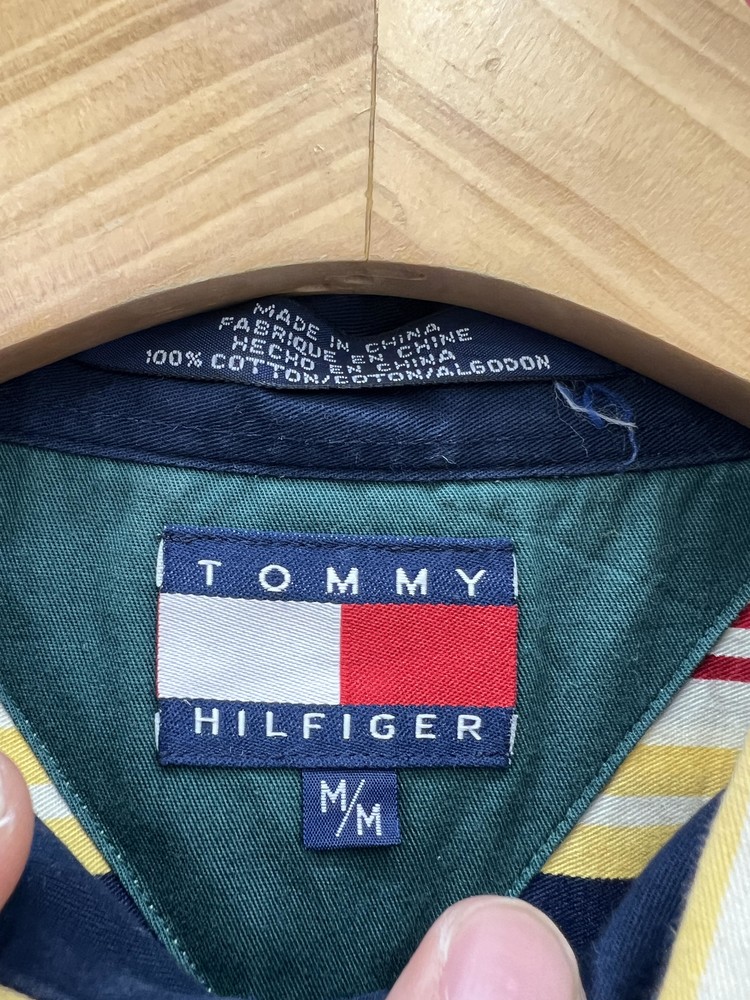 MADE IN CHINA
FABRIQUE EN CHINE
HECHO EN CHINA
100% COTTON/COTON/ALGODON
TOMMY
HILFIGER
M/M